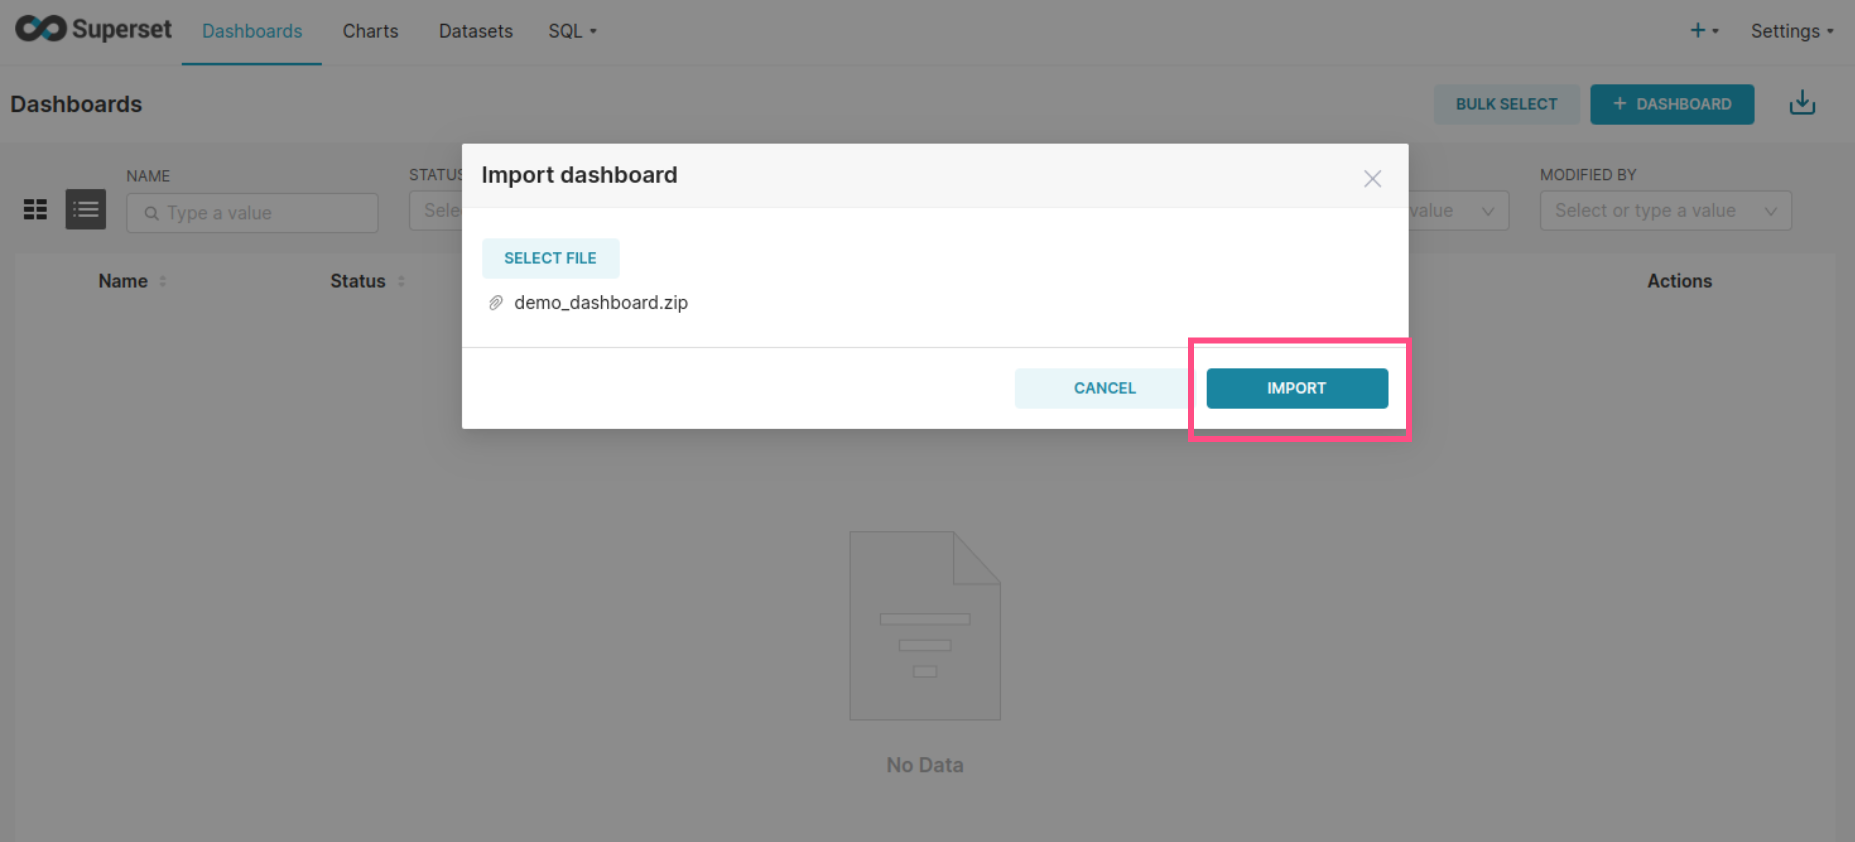 Superset Dashboards Charts Datasets SQL Settings
Dashboards BULK SELECT + DASHBOARD
Import dashboard
NAME STATUS MODIFIED BY
Type a value Sele value Select or type a value
SELECT FILE
Name Status Actions
demo_dashboard.zip
CANCEL IMPORT
No Data